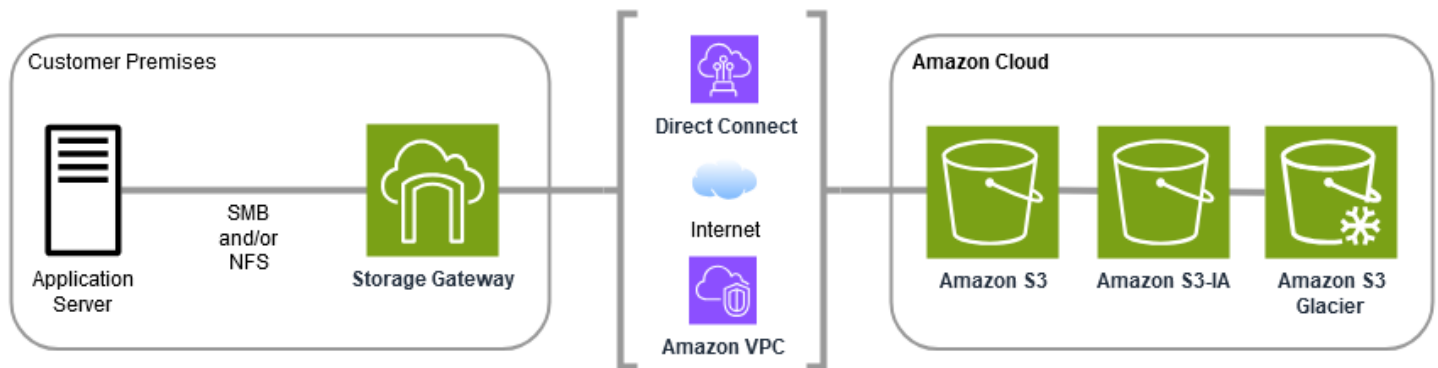 Customer Premises
Application
Server
SMB
and/or
NFS
Storage Gateway
Direct Connect
Internet
Amazon VPC
Amazon Cloud
Amazon S3
Amazon S3-IA
Amazon S3
Glacier